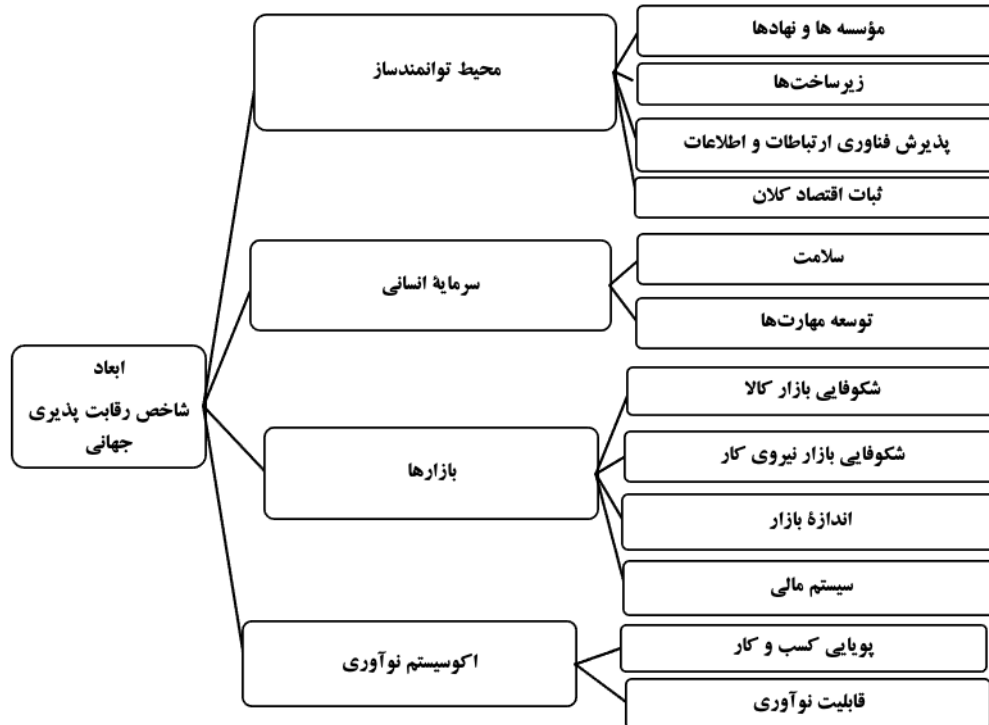 ابعاد
شاخص رقابت پذیری
جهانی
محیط توانمندساز
مؤسسه ها و نهادها
زیرساخت‌ها
پذیرش فناوری ارتباطات و اطلاعات
ثبات اقتصاد کلان
سرمایهٔ انسانی
سلامت
توسعه مهارت‌ها
بازارها
شکوفایی بازار کالا
شکوفایی بازار نیروی کار
اندازهٔ بازار
سیستم مالی
اکوسیستم نوآوری
پویایی کسب و کار
قابلیت نوآوری